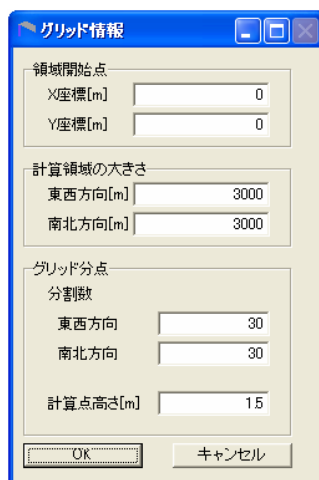 グリッド情報
領域開始点
X座標[m] 0
Y座標[m] 0
計算領域の大きさ
東西方向[m] 3000
南北方向[m] 3000
グリッド分点
分割数
東西方向 30
南北方向 30
計算点高さ[m] 1.5
OK キャンセル